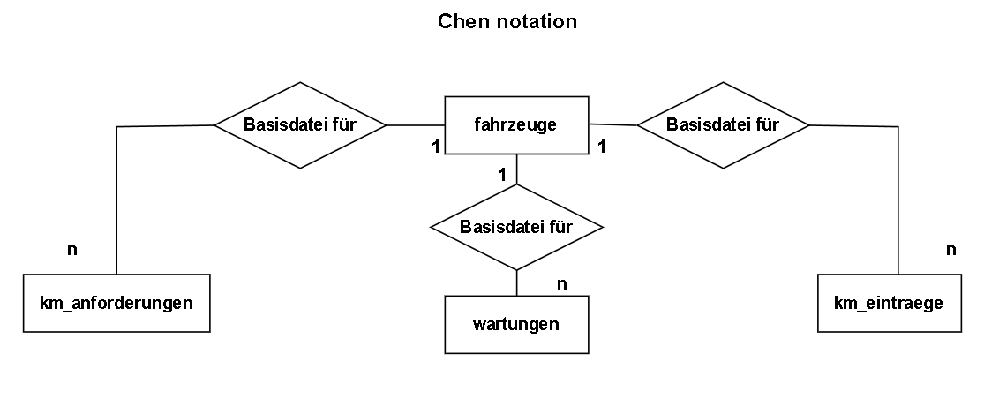 Chen notation
Basisdatei für
fahrzeuge
Basisdatei für
1
1
1
Basisdatei für
n
n
n
km_anforderungen
wartungen
km_eintraege